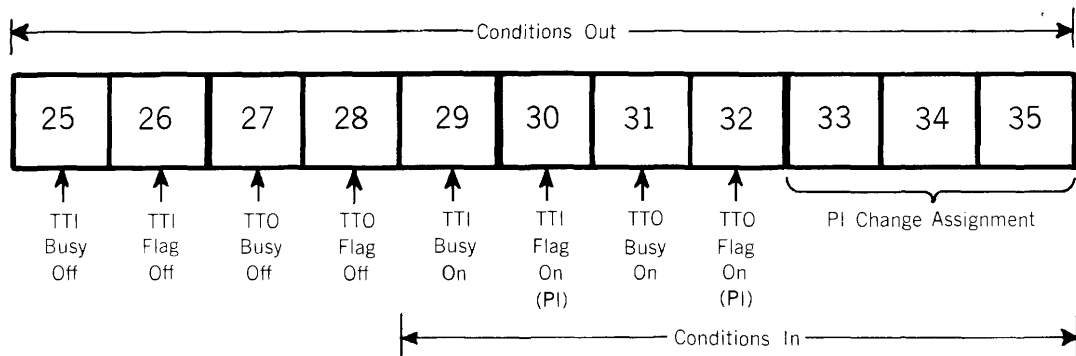 Conditions Out
25 26 27 28 29 30 31 32 33 34 35
TTI Busy Off
TTI Flag Off
TTO Busy Off
TTO Flag Off
TTI Busy On
TTI Flag On (PI)
TTO Busy On
TTO Flag On (PI)
PI Change Assignment
Conditions In